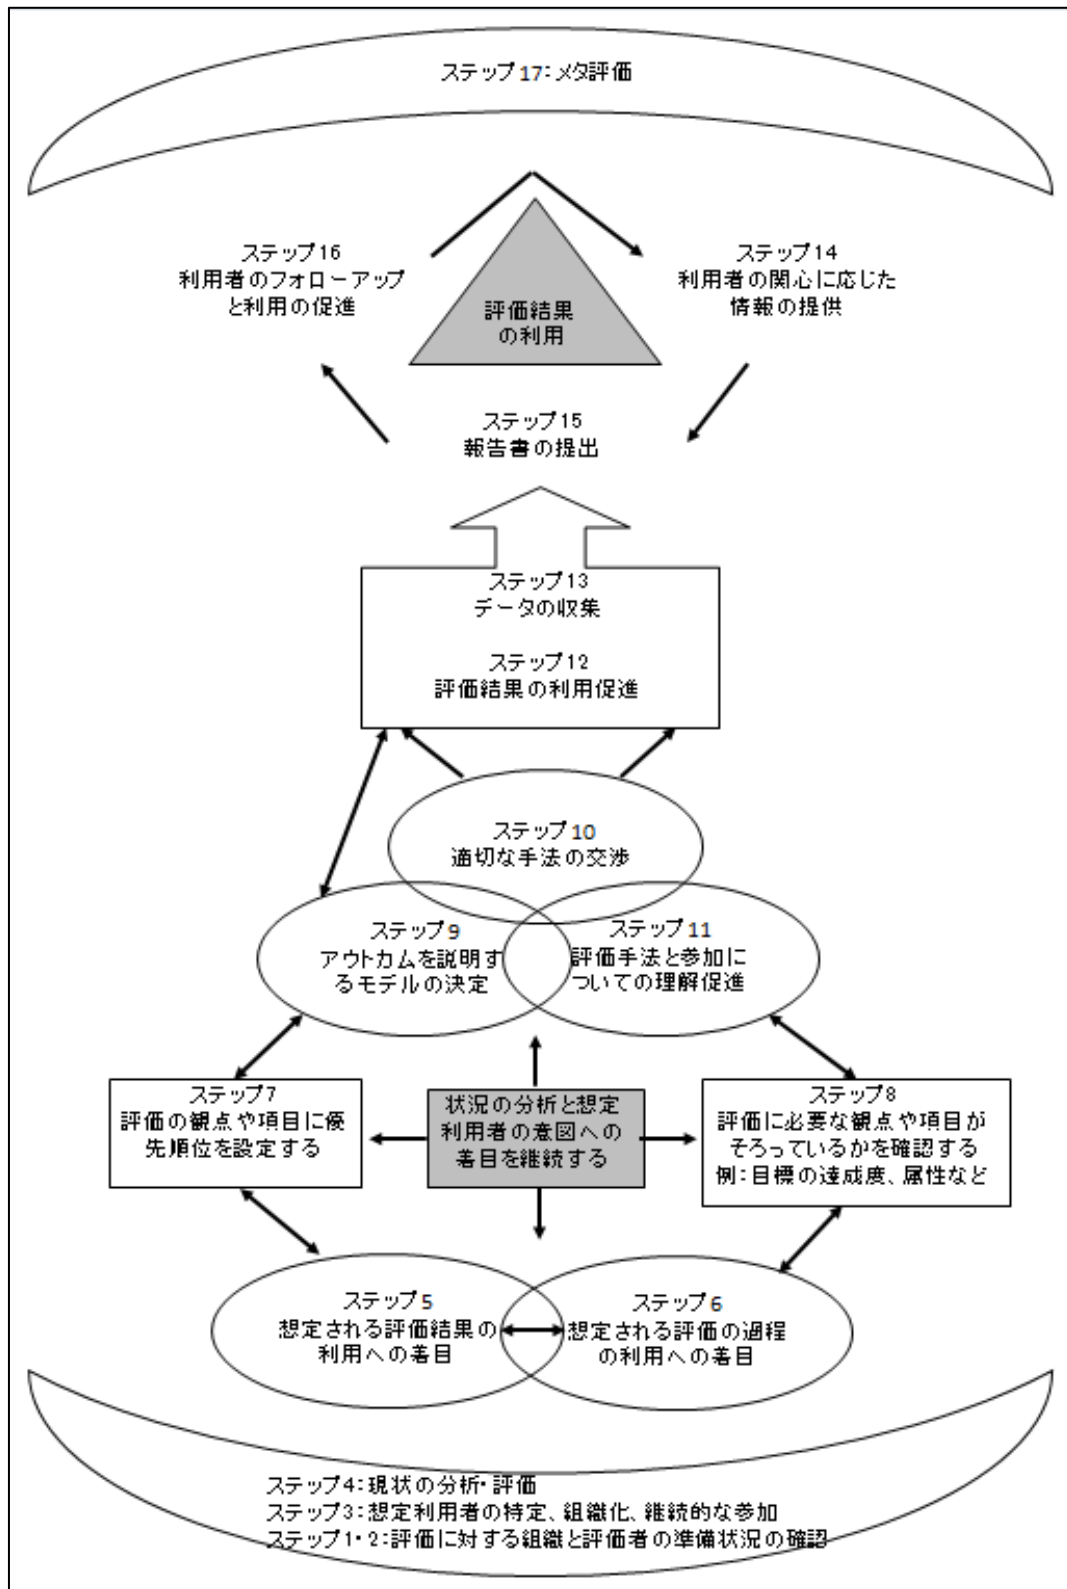 ステップ17：メタ評価
ステップ16
利用者のフォローアップ
と利用の促進
ステップ14
利用者の関心に応じた
情報の提供
評価結果
の利用
ステップ15
報告書の提出
ステップ13
データの収集
ステップ12
評価結果の利用促進
ステップ10
適切な手法の交渉
ステップ9
アウトカムを説明す
るモデルの決定
ステップ11
評価手法と参加に
ついての理解促進
ステップ7
評価の観点や項目に優
先順位を設定する
状況の分析と想定
利用者の意図への
着目を継続する
ステップ8
評価に必要な観点や項目が
そろっているかを確認する
例：目標の達成度、属性など
ステップ5
想定される評価結果の
利用への着目
ステップ6
想定される評価の過程
の利用への着目
ステップ4：現状の分析・評価
ステップ3：想定利用者の特定、組織化、継続的な参加
ステップ1・2：評価に対する組織と評価者の準備状況の確認